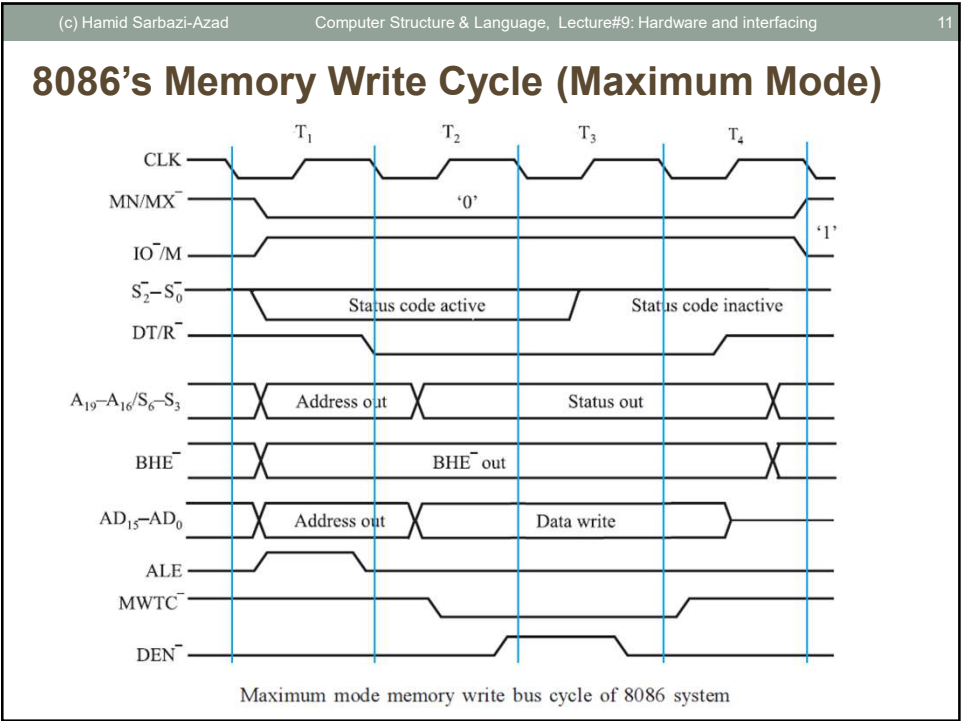 (c) Hamid Sarbazi-Azad Computer Structure & Language, Lecture#9: Hardware and interfacing 11
8086's Memory Write Cycle (Maximum Mode)
T₁ T₂ T₃ T₄
CLK
MN/MX¯ '0'
IO¯/M '1'
S₂¯–S₀¯ Status code active Status code inactive
DT/R¯
A₁₉–A₁₆/S₆–S₃ Address out Status out
BHE¯ BHE¯ out
AD₁₅–AD₀ Address out Data write
ALE
MWTC¯
DEN¯
Maximum mode memory write bus cycle of 8086 system